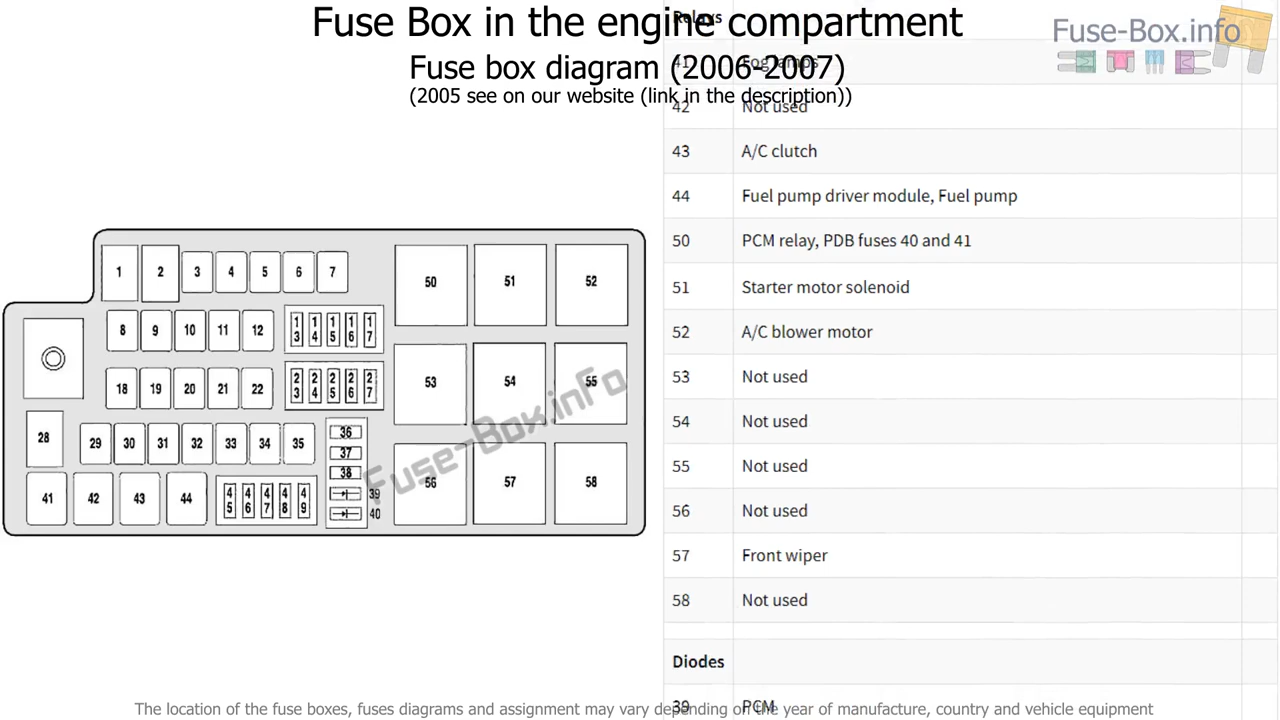 Fuse Box in the engine compartment
Fuse box diagram (2006-2007)
(2005 see on our website (link in the description))
Fuse-Box.info
Relays
41 Fog lamps
42 Not used
43 A/C clutch
44 Fuel pump driver module, Fuel pump
50 PCM relay, PDB fuses 40 and 41
51 Starter motor solenoid
52 A/C blower motor
53 Not used
54 Not used
55 Not used
56 Not used
57 Front wiper
58 Not used
Diodes
39 PCM
1 2 3 4 5 6 7 50 51 52
8 9 10 11 12 13 14 15 16 17
18 19 20 21 22 23 24 25 26 27 53 54 55
28 29 30 31 32 33 34 35 36
37
38
39
40
41 42 43 44 45 46 47 48 49 56 57 58
Fuse-Box.inFo
The location of the fuse boxes, fuses diagrams and assignment may vary depending on the year of manufacture, country and vehicle equipment